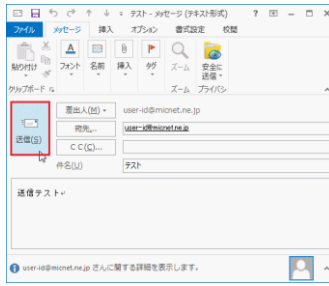 テスト - メッセージ (テキスト形式)
ファイル メッセージ 挿入 オプション 書式設定 校閲
貼り付け フォント 名前 挿入 タグ ズーム 安全に送信
クリップボード ズーム プライバシー
差出人(M) user-id@micnet.ne.jp
宛先... user-id@micnet.ne.jp
送信(S)
CC(C)...
件名(U) テスト
送信テスト
user-id@micnet.ne.jp さんに関する詳細を表示します。